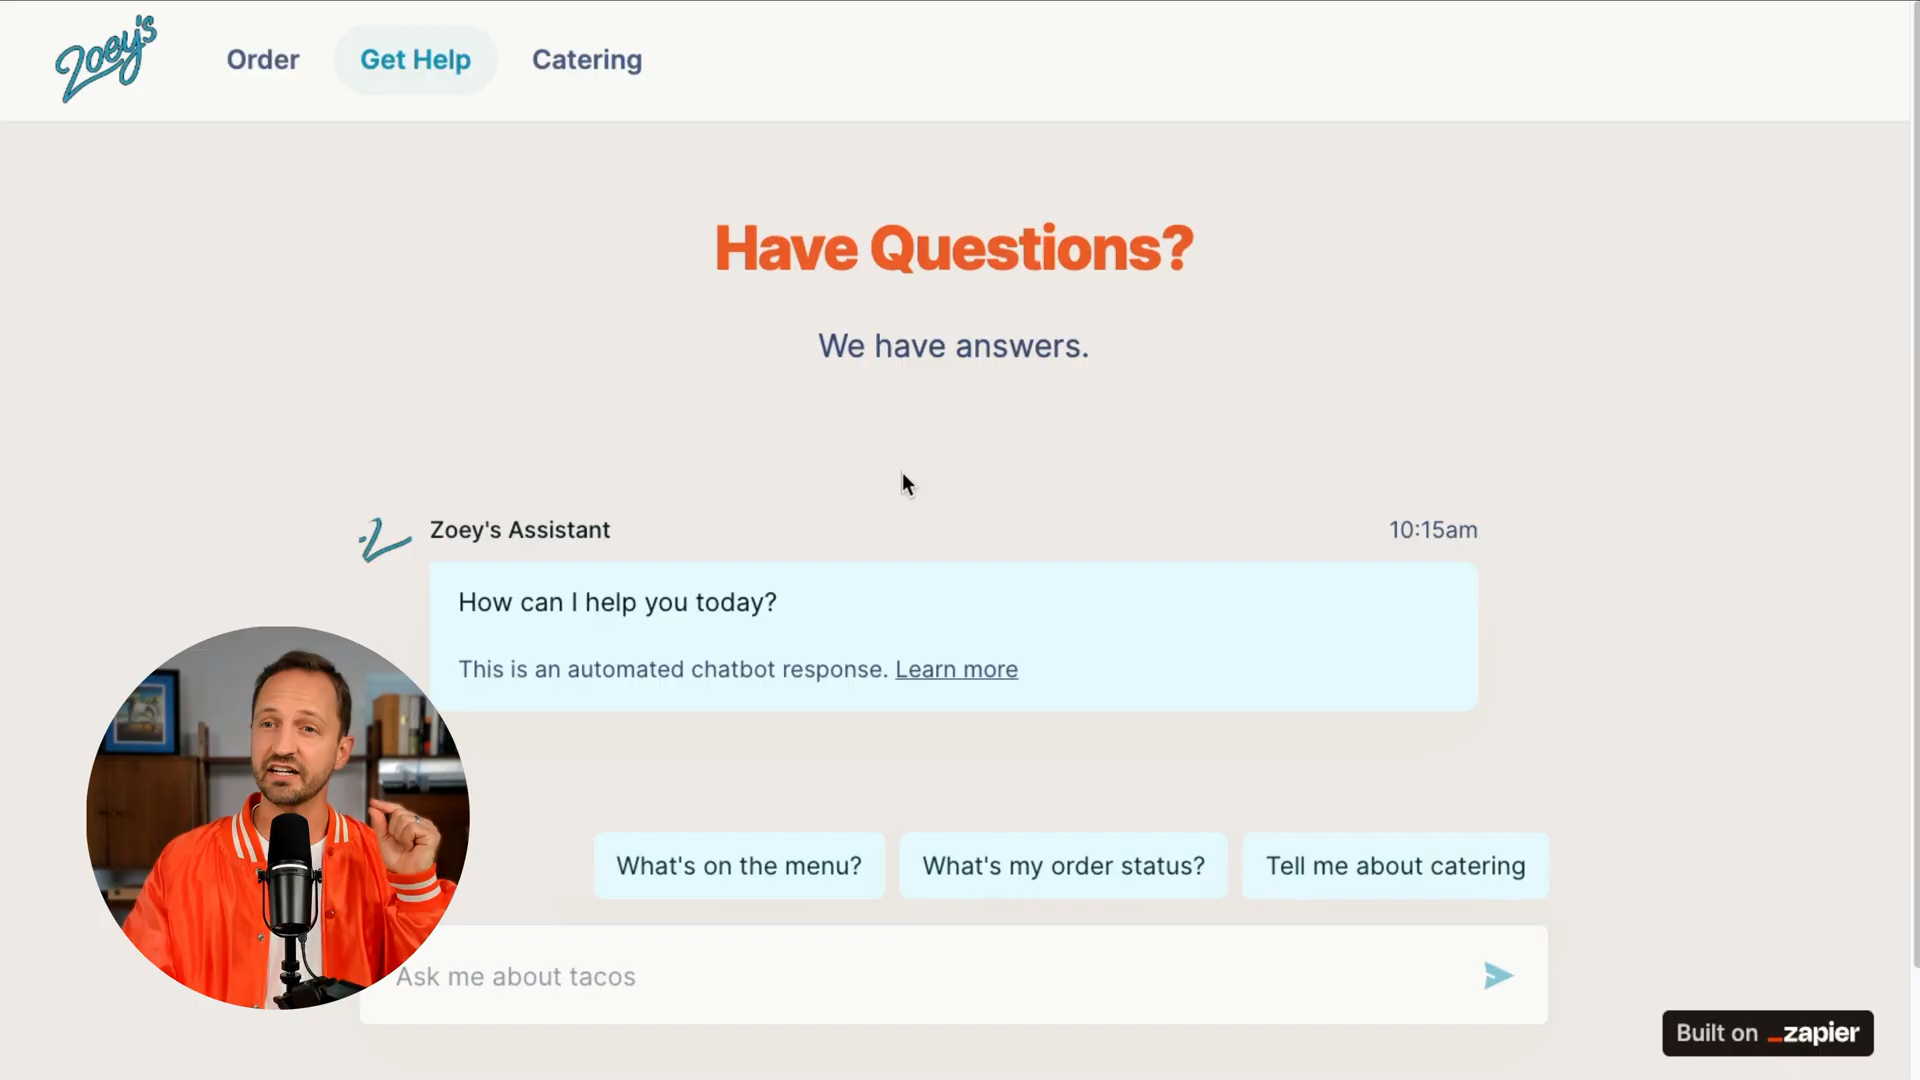 Zoey's
Order
Get Help
Catering
Have Questions?
We have answers.
Zoey's Assistant
10:15am
How can I help you today?
This is an automated chatbot response. Learn more
What's on the menu?
What's my order status?
Tell me about catering
Ask me about tacos
Built on _zapier